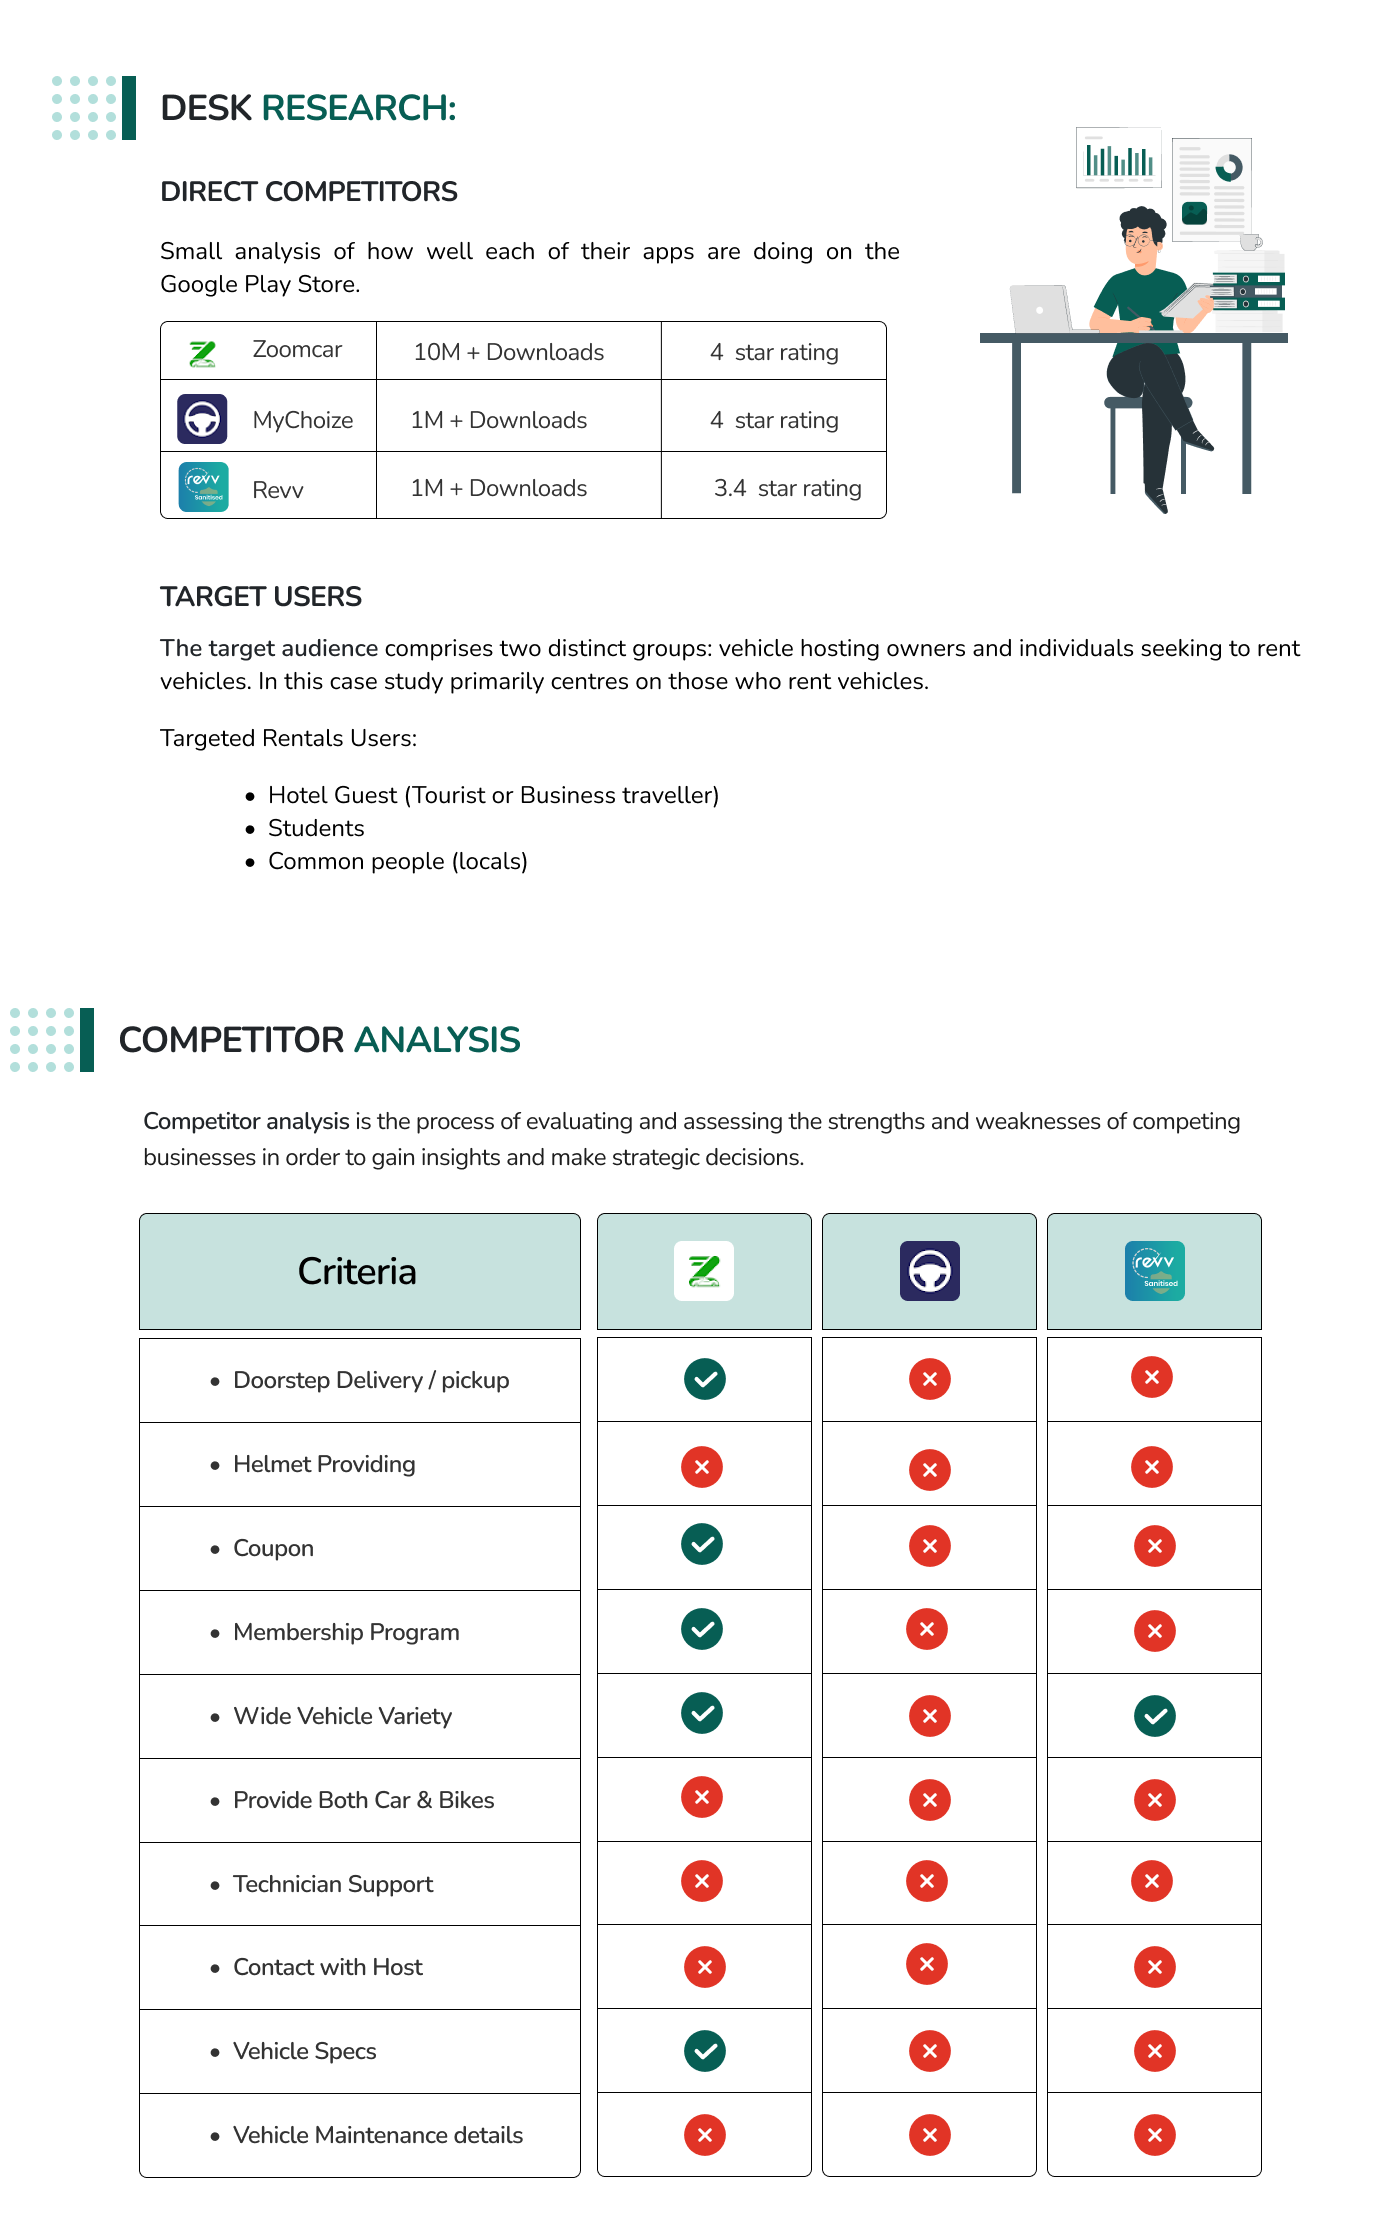 DESK RESEARCH:
DIRECT COMPETITORS
Small analysis of how well each of their apps are doing on the
Google Play Store.
Zoomcar 10M + Downloads 4 star rating
MyChoize 1M + Downloads 4 star rating
revv
Sanitised
Revv 1M + Downloads 3.4 star rating
TARGET USERS
The target audience comprises two distinct groups: vehicle hosting owners and individuals seeking to rent
vehicles. In this case study primarily centres on those who rent vehicles.
Targeted Rentals Users:
• Hotel Guest (Tourist or Business traveller)
• Students
• Common people (locals)
COMPETITOR ANALYSIS
Competitor analysis is the process of evaluating and assessing the strengths and weaknesses of competing
businesses in order to gain insights and make strategic decisions.
Criteria
revv
Sanitised
• Doorstep Delivery / pickup
• Helmet Providing
• Coupon
• Membership Program
• Wide Vehicle Variety
• Provide Both Car & Bikes
• Technician Support
• Contact with Host
• Vehicle Specs
• Vehicle Maintenance details